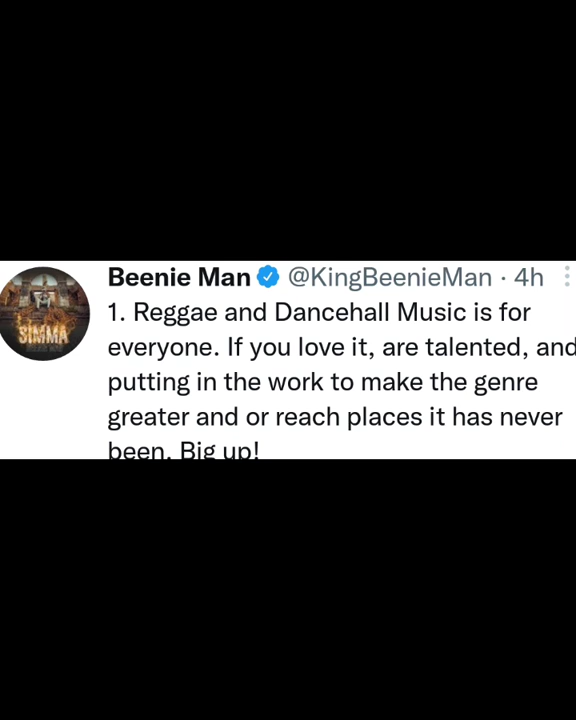 Beenie Man @KingBeenieMan · 4h
1. Reggae and Dancehall Music is for
everyone. If you love it, are talented, and
putting in the work to make the genre
greater and or reach places it has never
been. Big up!
SIMMA